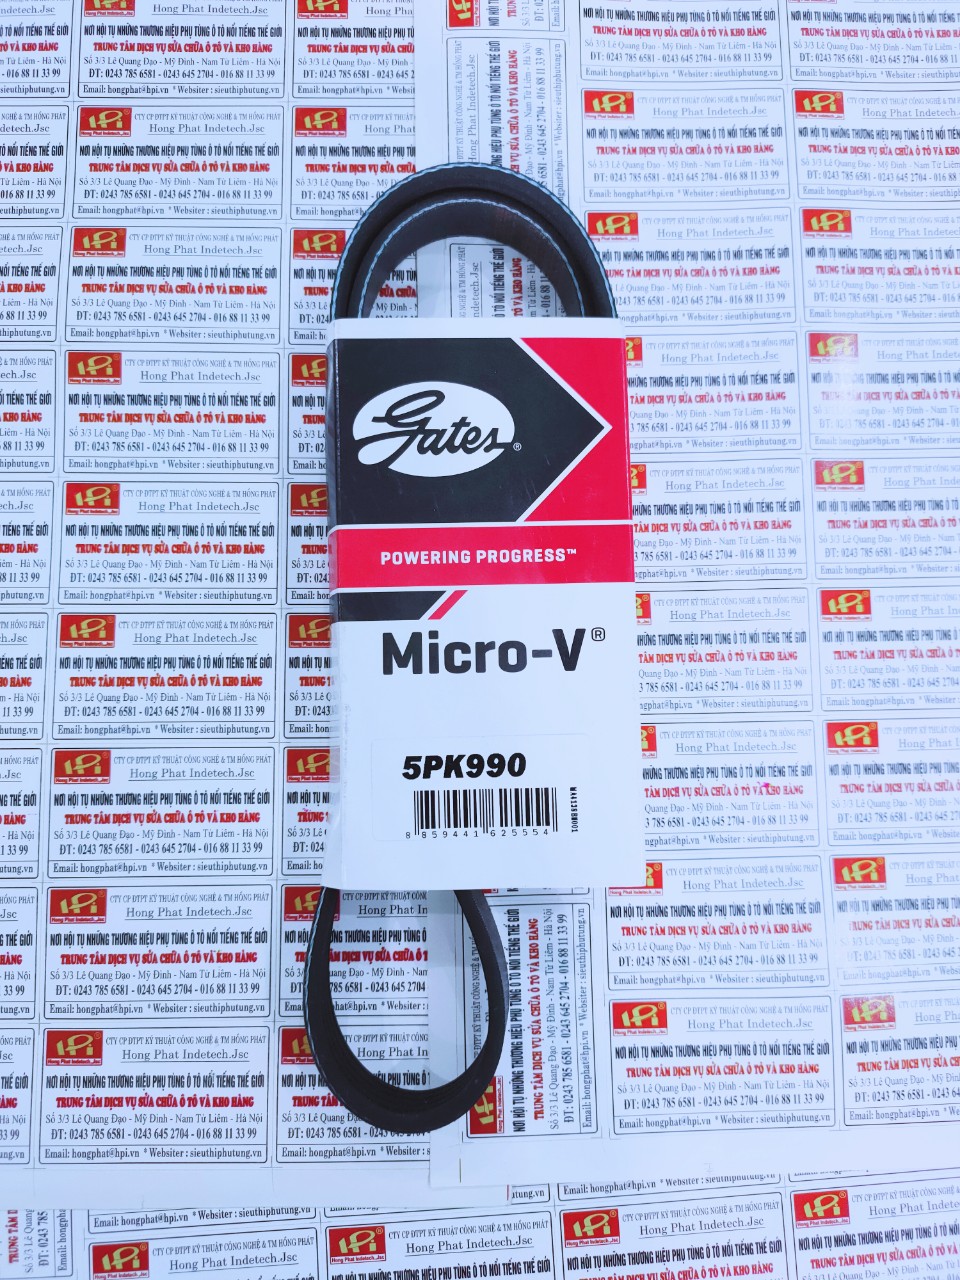 Gates®
POWERING PROGRESS™
Micro-V®
5PK990
8 859441 625554
CTY CP ĐTPT KỸ THUẬT CÔNG NGHỆ & TM HỒNG PHÁT
Hong Phat Indetech.Jsc
NƠI HỘI TỤ NHỮNG THƯƠNG HIỆU PHỤ TÙNG Ô TÔ NỔI TIẾNG THẾ GIỚI
TRUNG TÂM DỊCH VỤ SỬA CHỮA Ô TÔ VÀ KHO HÀNG
Số 3/3 Lê Quang Đạo - Mỹ Đình - Nam Từ Liêm - Hà Nội
ĐT: 0243 785 6581 - 0243 645 2704 - 016 88 11 33 99
Email: hongphat@hpi.vn * Websiter : sieuthiphutung.vn